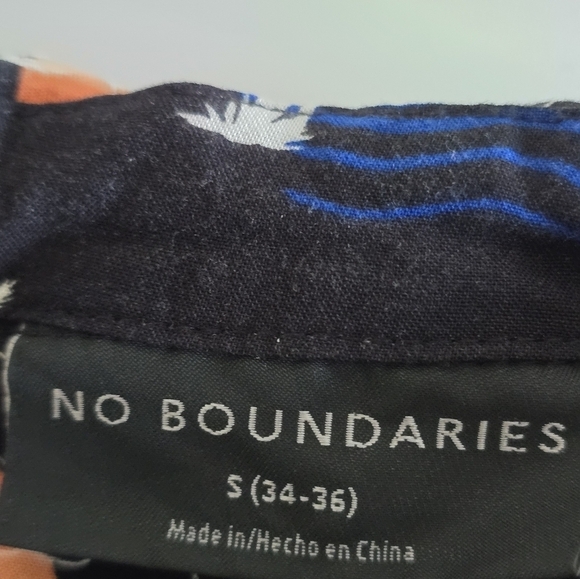 NO BOUNDARIES
S (34-36)
Made in/Hecho en China